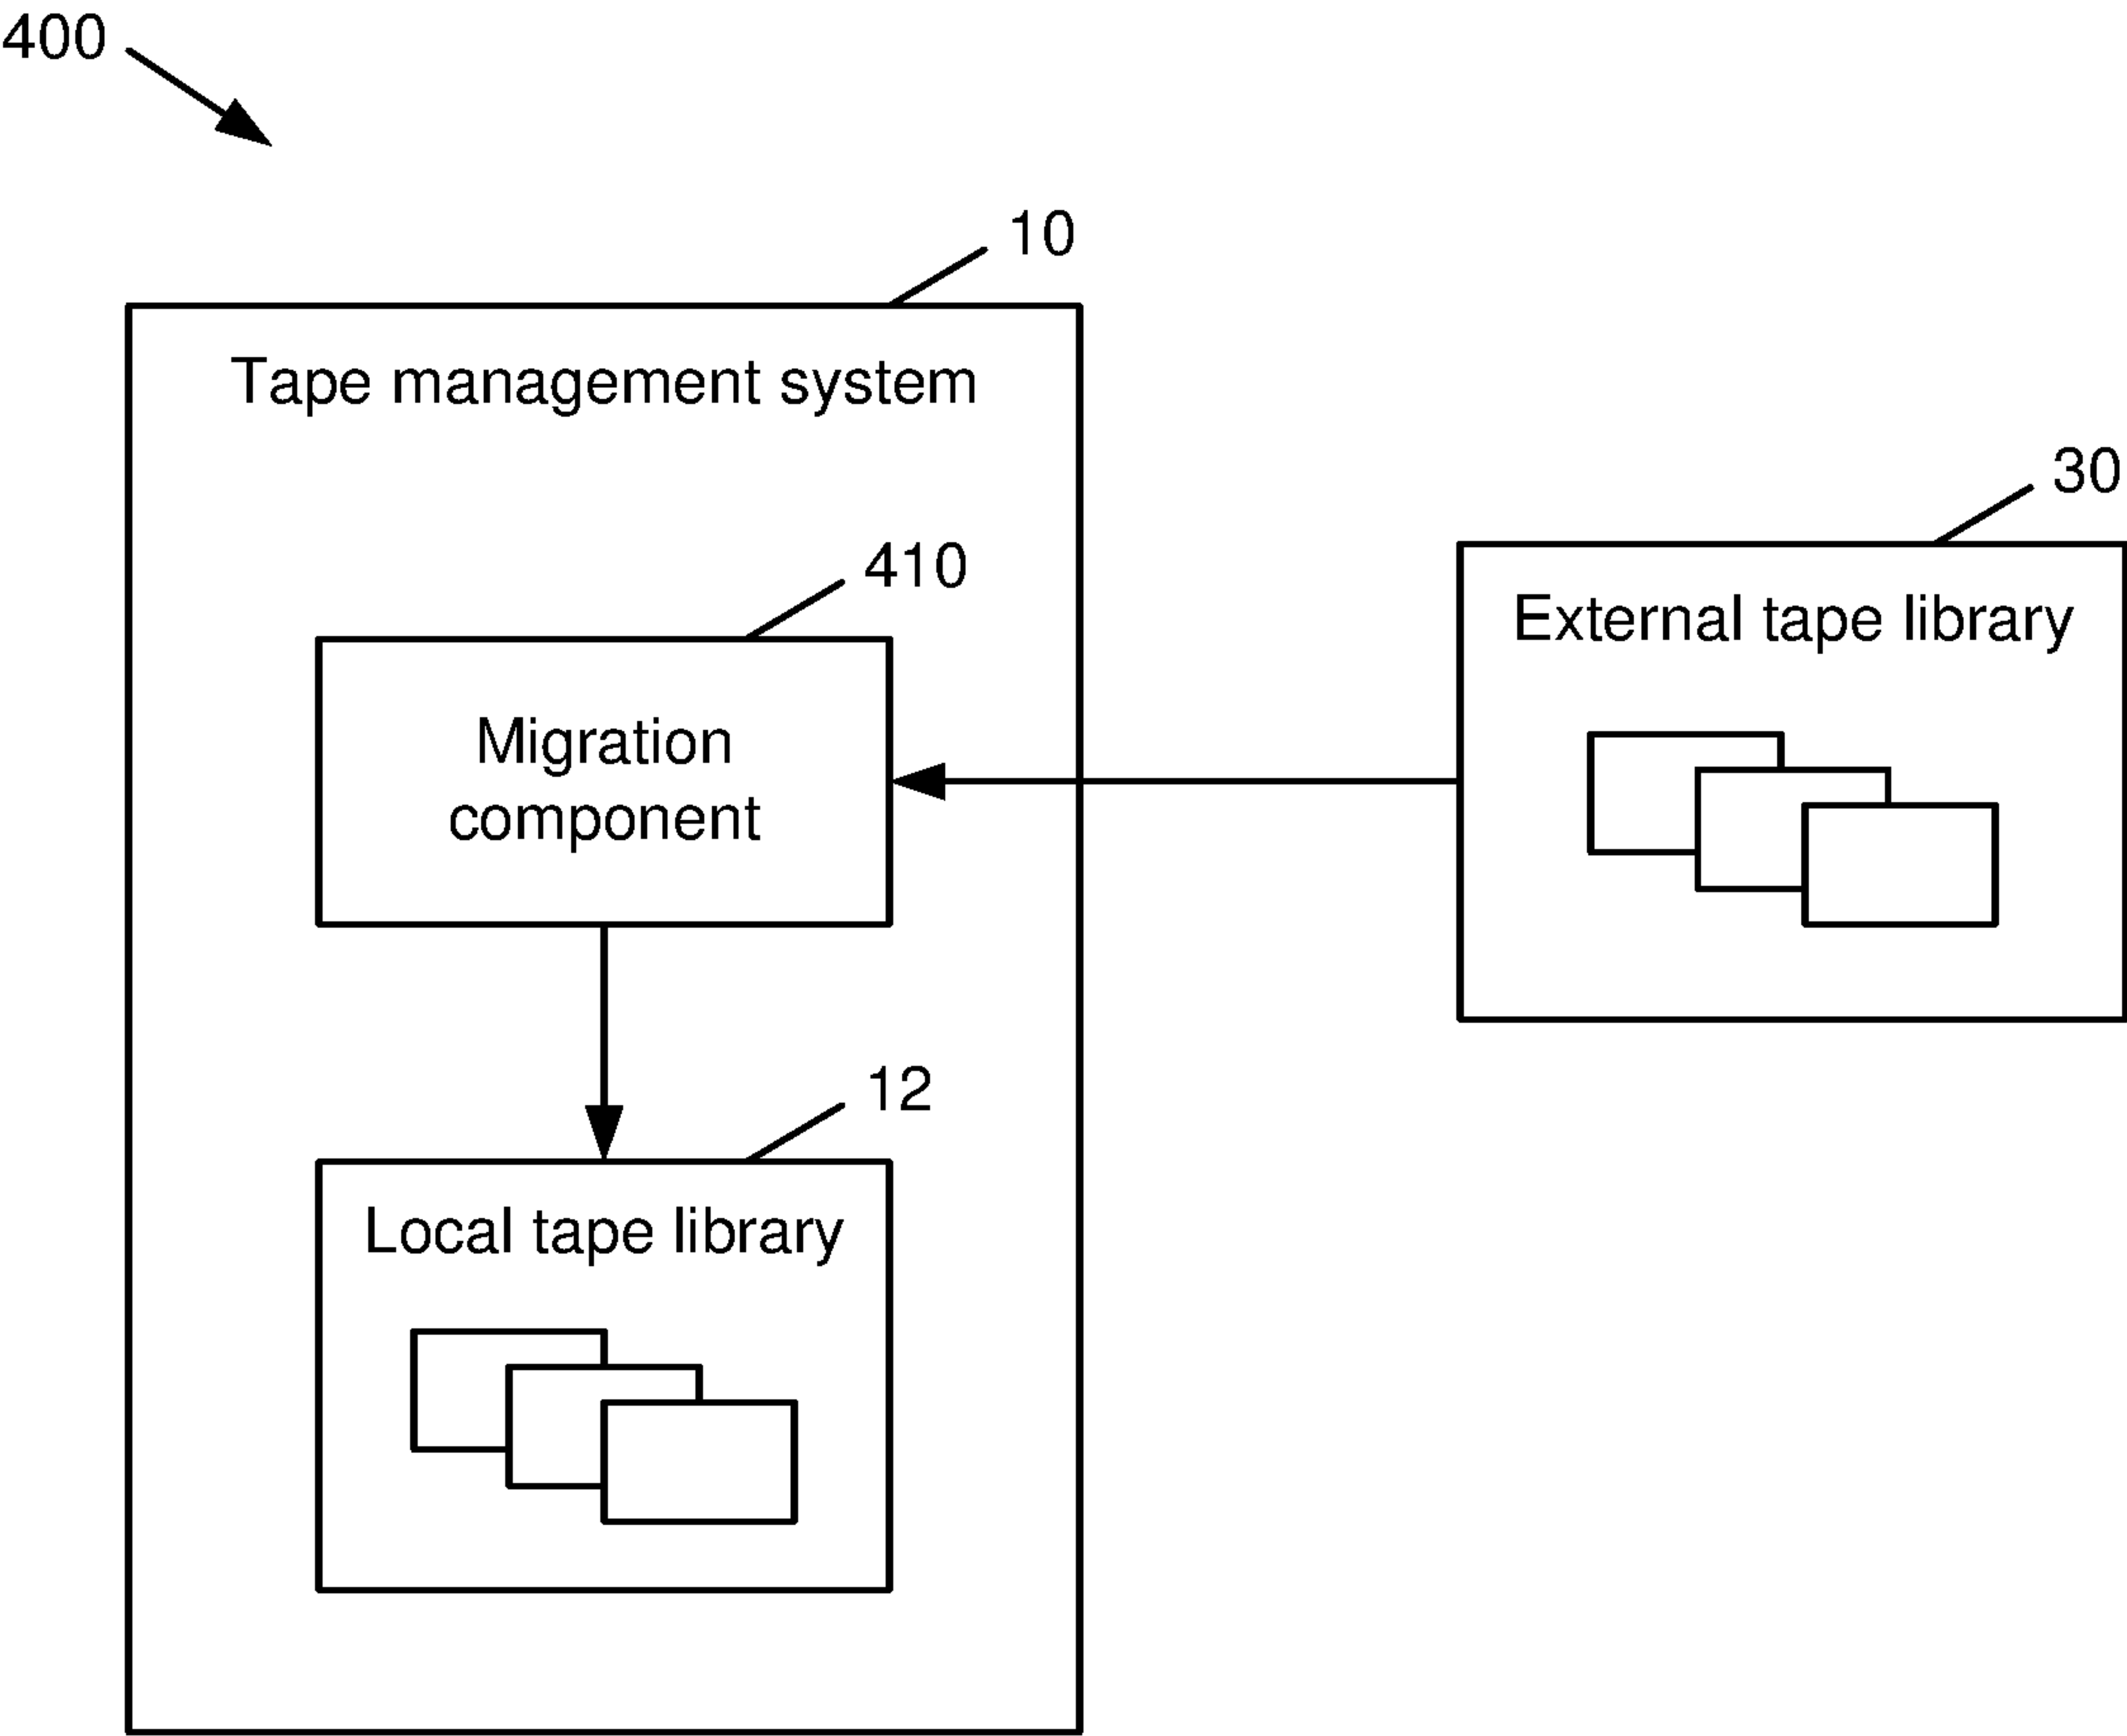 400
10
Tape management system
30
410
External tape library
Migration
component
12
Local tape library